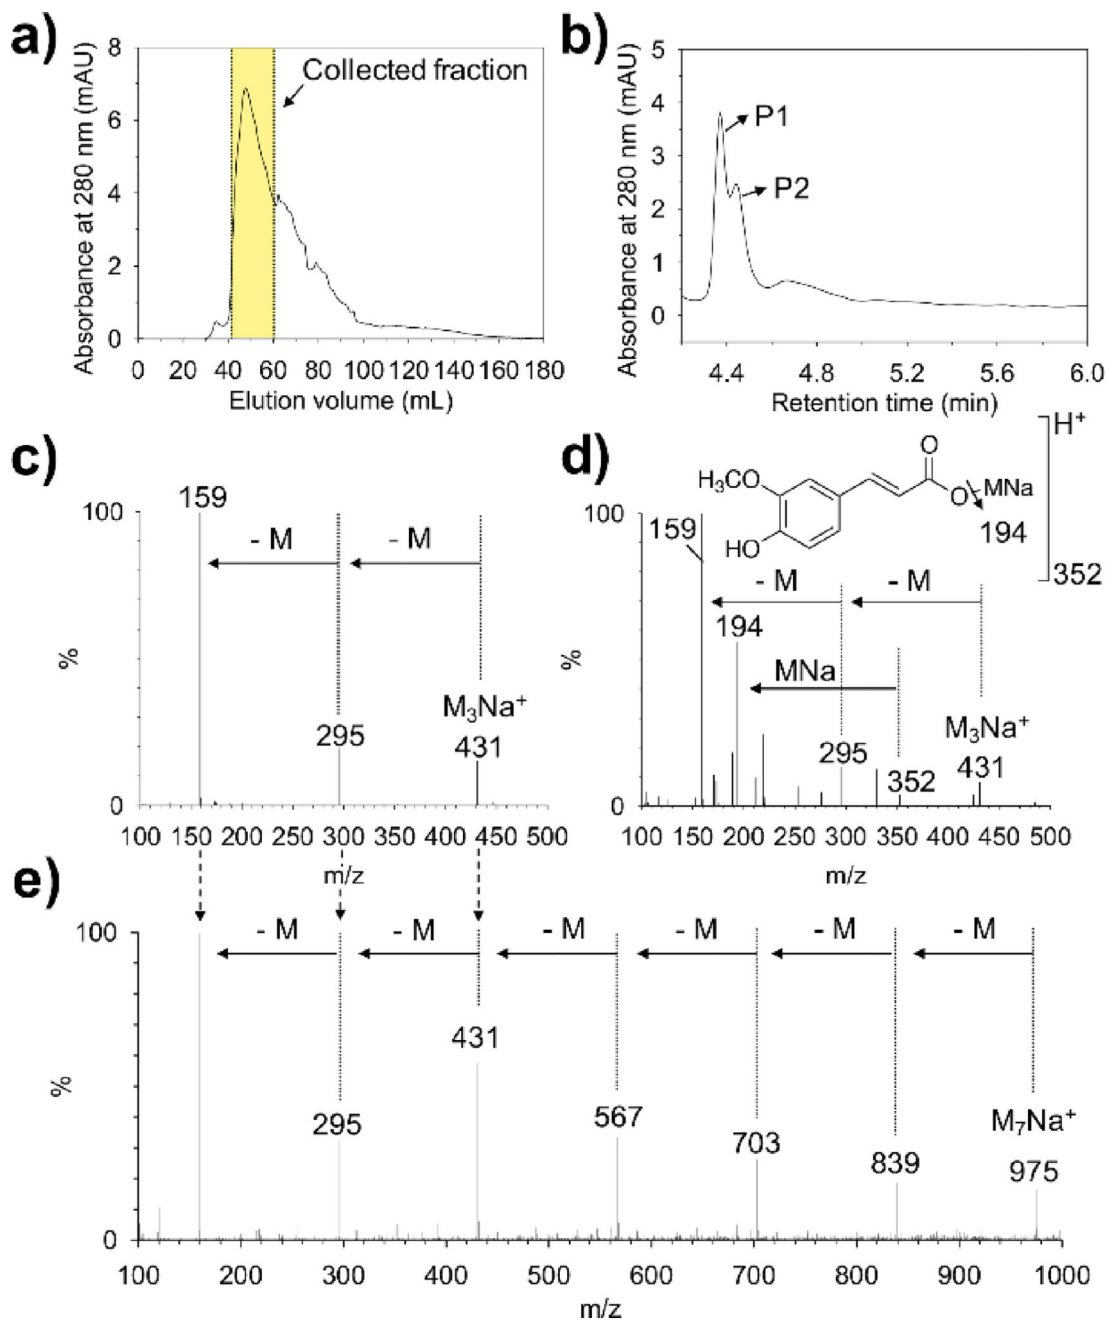 a)
8
6
4
2
0
Absorbance at 280 nm (mAU)
Collected fraction
0 20 40 60 80 100 120 140 160 180
Elution volume (mL)
b)
5
4
3
2
1
0
Absorbance at 280 nm (mAU)
P1
P2
4.4 4.8 5.2 5.6 6.0
Retention time (min)
c)
159
100
%
0
- M - M
295
M₃Na⁺
431
100 150 200 250 300 350 400 450 500
m/z
d)
H₃CO
HO
O
O
MNa
194
H⁺
352
100
%
0
159
- M - M
194
MNa
295
352
M₃Na⁺
431
100 150 200 250 300 350 400 450 500
m/z
e)
100
%
0
- M - M - M - M - M - M
295
431
567
703
839
M₇Na⁺
975
100 200 300 400 500 600 700 800 900 1000
m/z